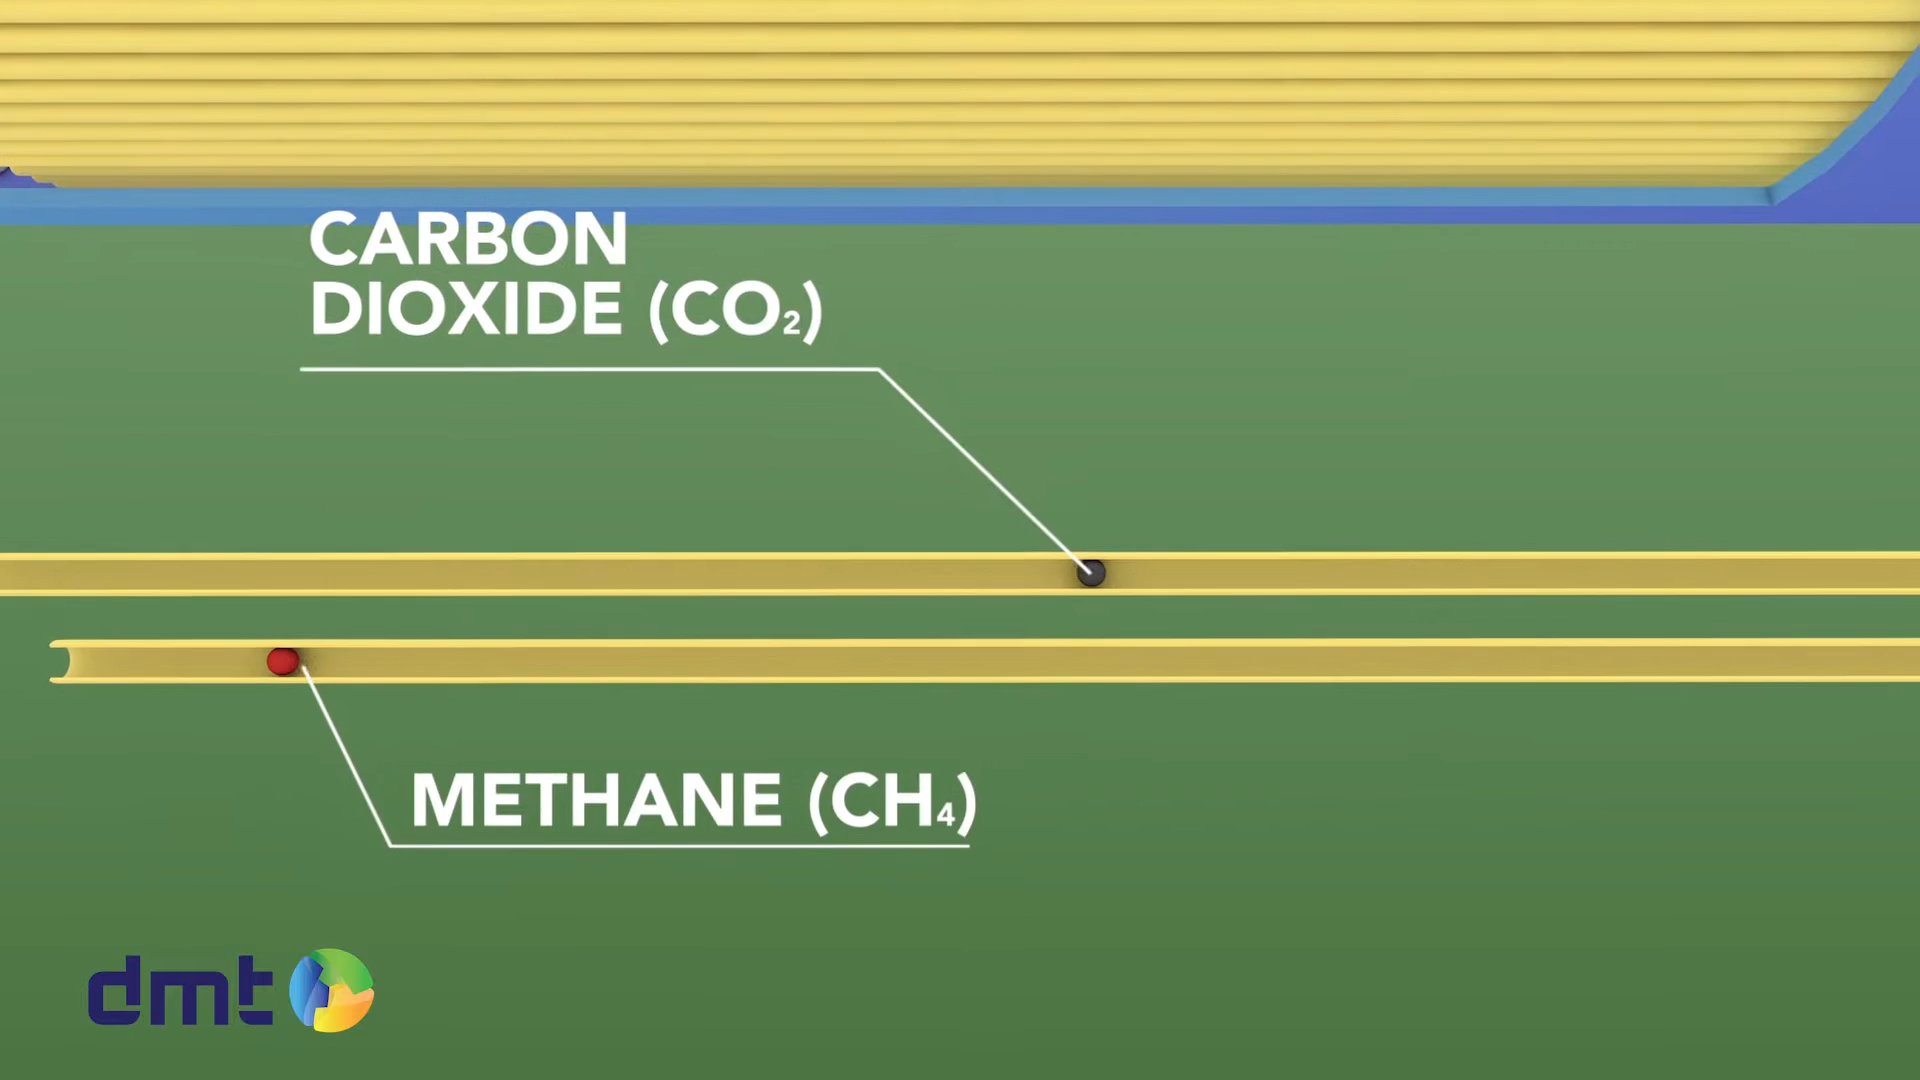 CARBON
DIOXIDE (CO₂)
METHANE (CH₄)
dmt